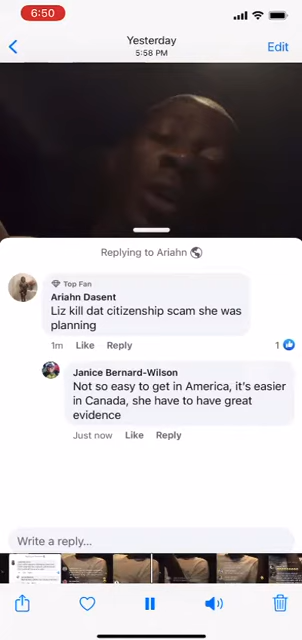 6:50
Yesterday
5:58 PM
Edit
Replying to Ariahn
Top Fan
Ariahn Dasent
Liz kill dat citizenship scam she was
planning
1m Like Reply 1
Janice Bernard-Wilson
Not so easy to get in America, it's easier
in Canada, she have to have great
evidence
Just now Like Reply
Write a reply...